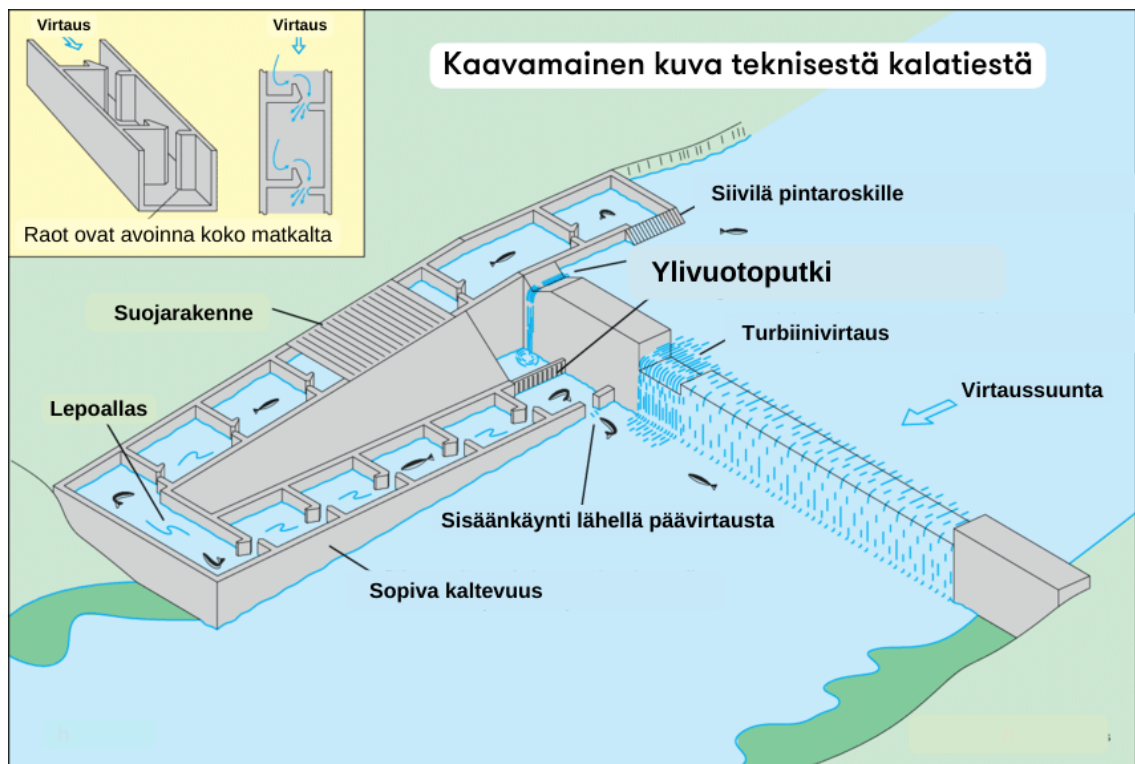 Virtaus
Virtaus
Kaavamainen kuva teknisestä kalatiestä
Raot ovat avoinna koko matkalta
Siivilä pintaroskille
Ylivuotoputki
Suojarakenne
Turbiinivirtaus
Virtaussuunta
Lepoallas
Sisäänkäynti lähellä päävirtausta
Sopiva kaltevuus